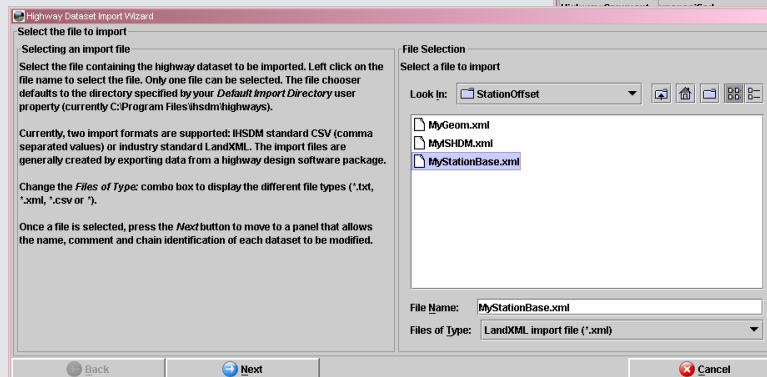 Highway Dataset Import Wizard
Select the file to import
Selecting an import file
Select the file containing the highway dataset to be imported. Left click on the
file name to select the file. Only one file can be selected. The file chooser
defaults to the directory specified by your Default Import Directory user
property (currently C:\Program Files\ihsdm\highways).
Currently, two import formats are supported: IHSDM standard CSV (comma
separated values) or industry standard LandXML. The import files are
generally created by exporting data from a highway design software package.
Change the Files of Type: combo box to display the different file types (*.txt,
*.xml, *.csv or *).
Once a file is selected, press the Next button to move to a panel that allows
the name, comment and chain identification of each dataset to be modified.
File Selection
Select a file to import
Look In: StationOffset
MyGeom.xml
MyISHDM.xml
MyStationBase.xml
File Name: MyStationBase.xml
Files of Type: LandXML import file (*.xml)
Back
Next
Cancel